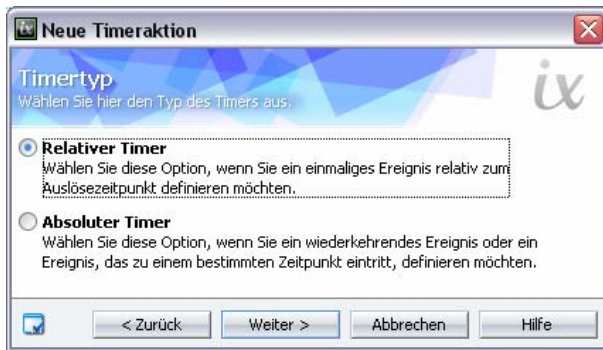 ix Neue Timeraktion
Timertyp
Wählen Sie hier den Typ des Timers aus.
ix
Relativer Timer
Wählen Sie diese Option, wenn Sie ein einmaliges Ereignis relativ zum
Auslösezeitpunkt definieren möchten.
Absoluter Timer
Wählen Sie diese Option, wenn Sie ein wiederkehrendes Ereignis oder ein
Ereignis, das zu einem bestimmten Zeitpunkt eintritt, definieren möchten.
< Zurück Weiter > Abbrechen Hilfe